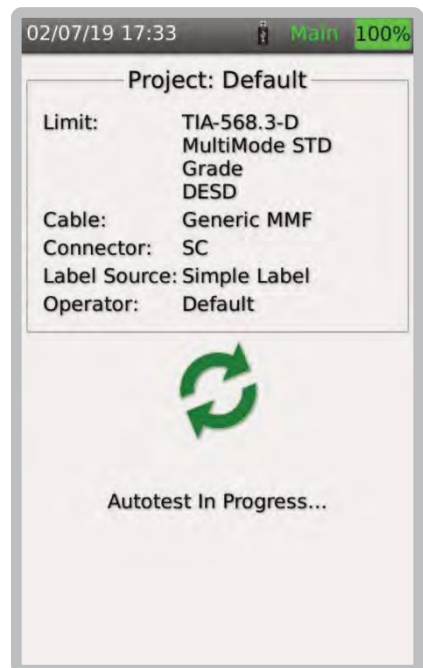 02/07/19 17:33 Main 100%
Project: Default
Limit: TIA-568.3-D
MultiMode STD
Grade
DESD
Cable: Generic MMF
Connector: SC
Label Source: Simple Label
Operator: Default
Autotest In Progress...